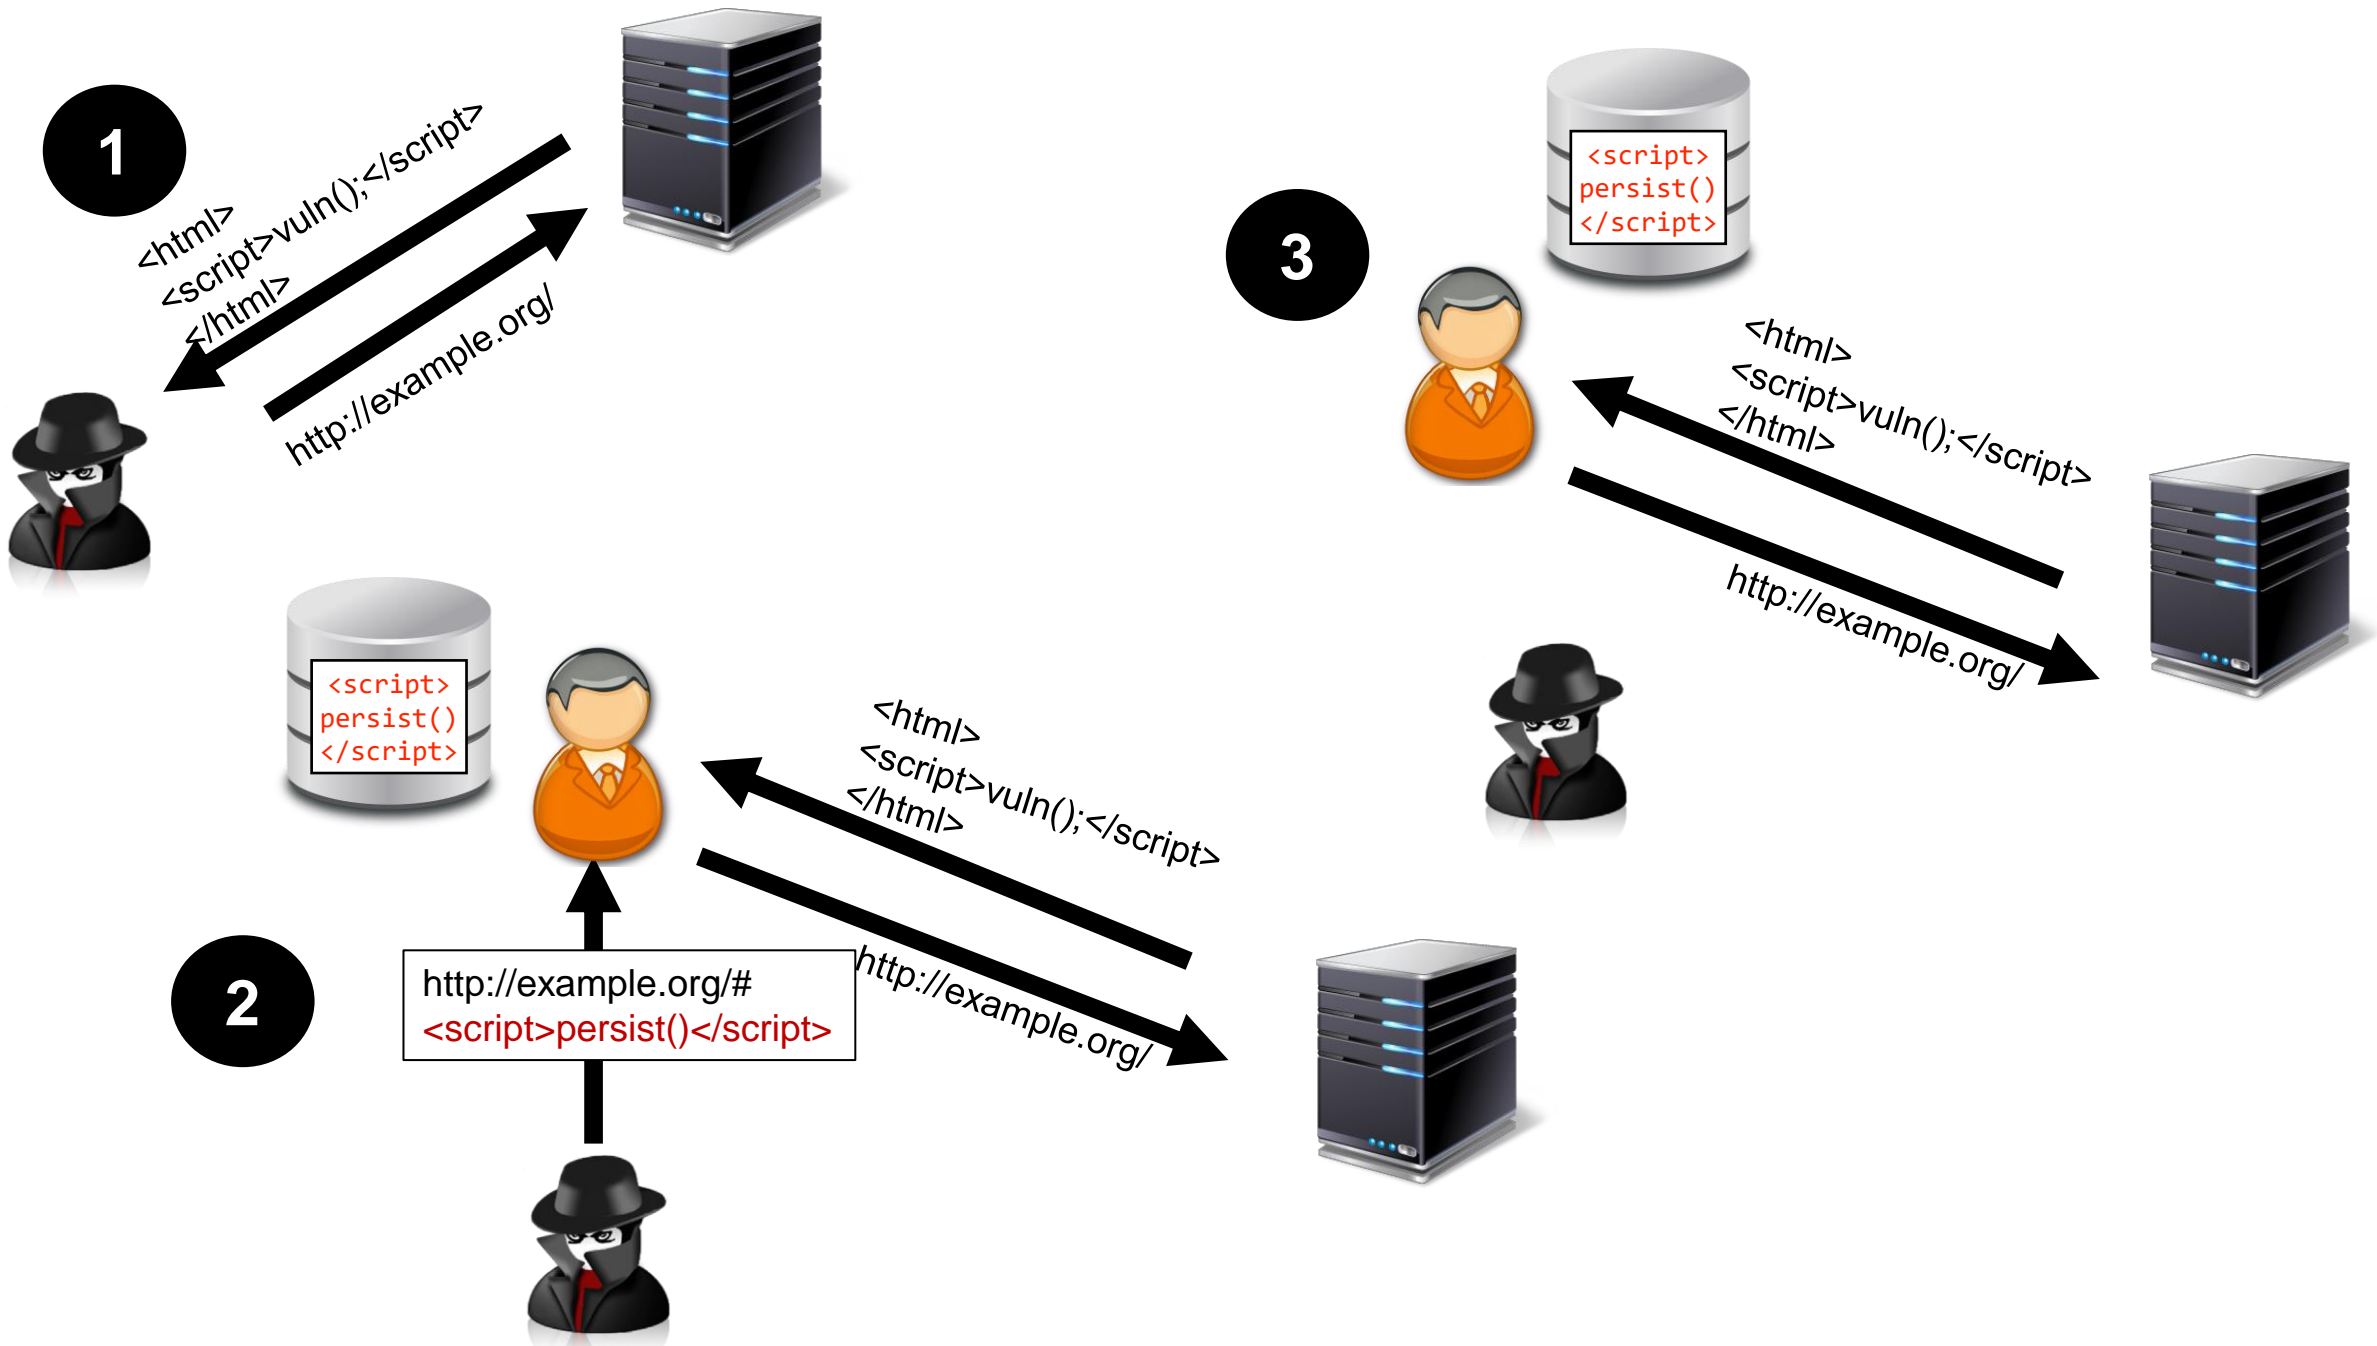 1
<html>
<script>vuln();</script>
</html>
http://example.org/
2
<script>
persist()
</script>
<html>
<script>vuln();</script>
</html>
http://example.org/
http://example.org/#
<script>persist()</script>
3
<script>
persist()
</script>
<html>
<script>vuln();</script>
</html>
http://example.org/